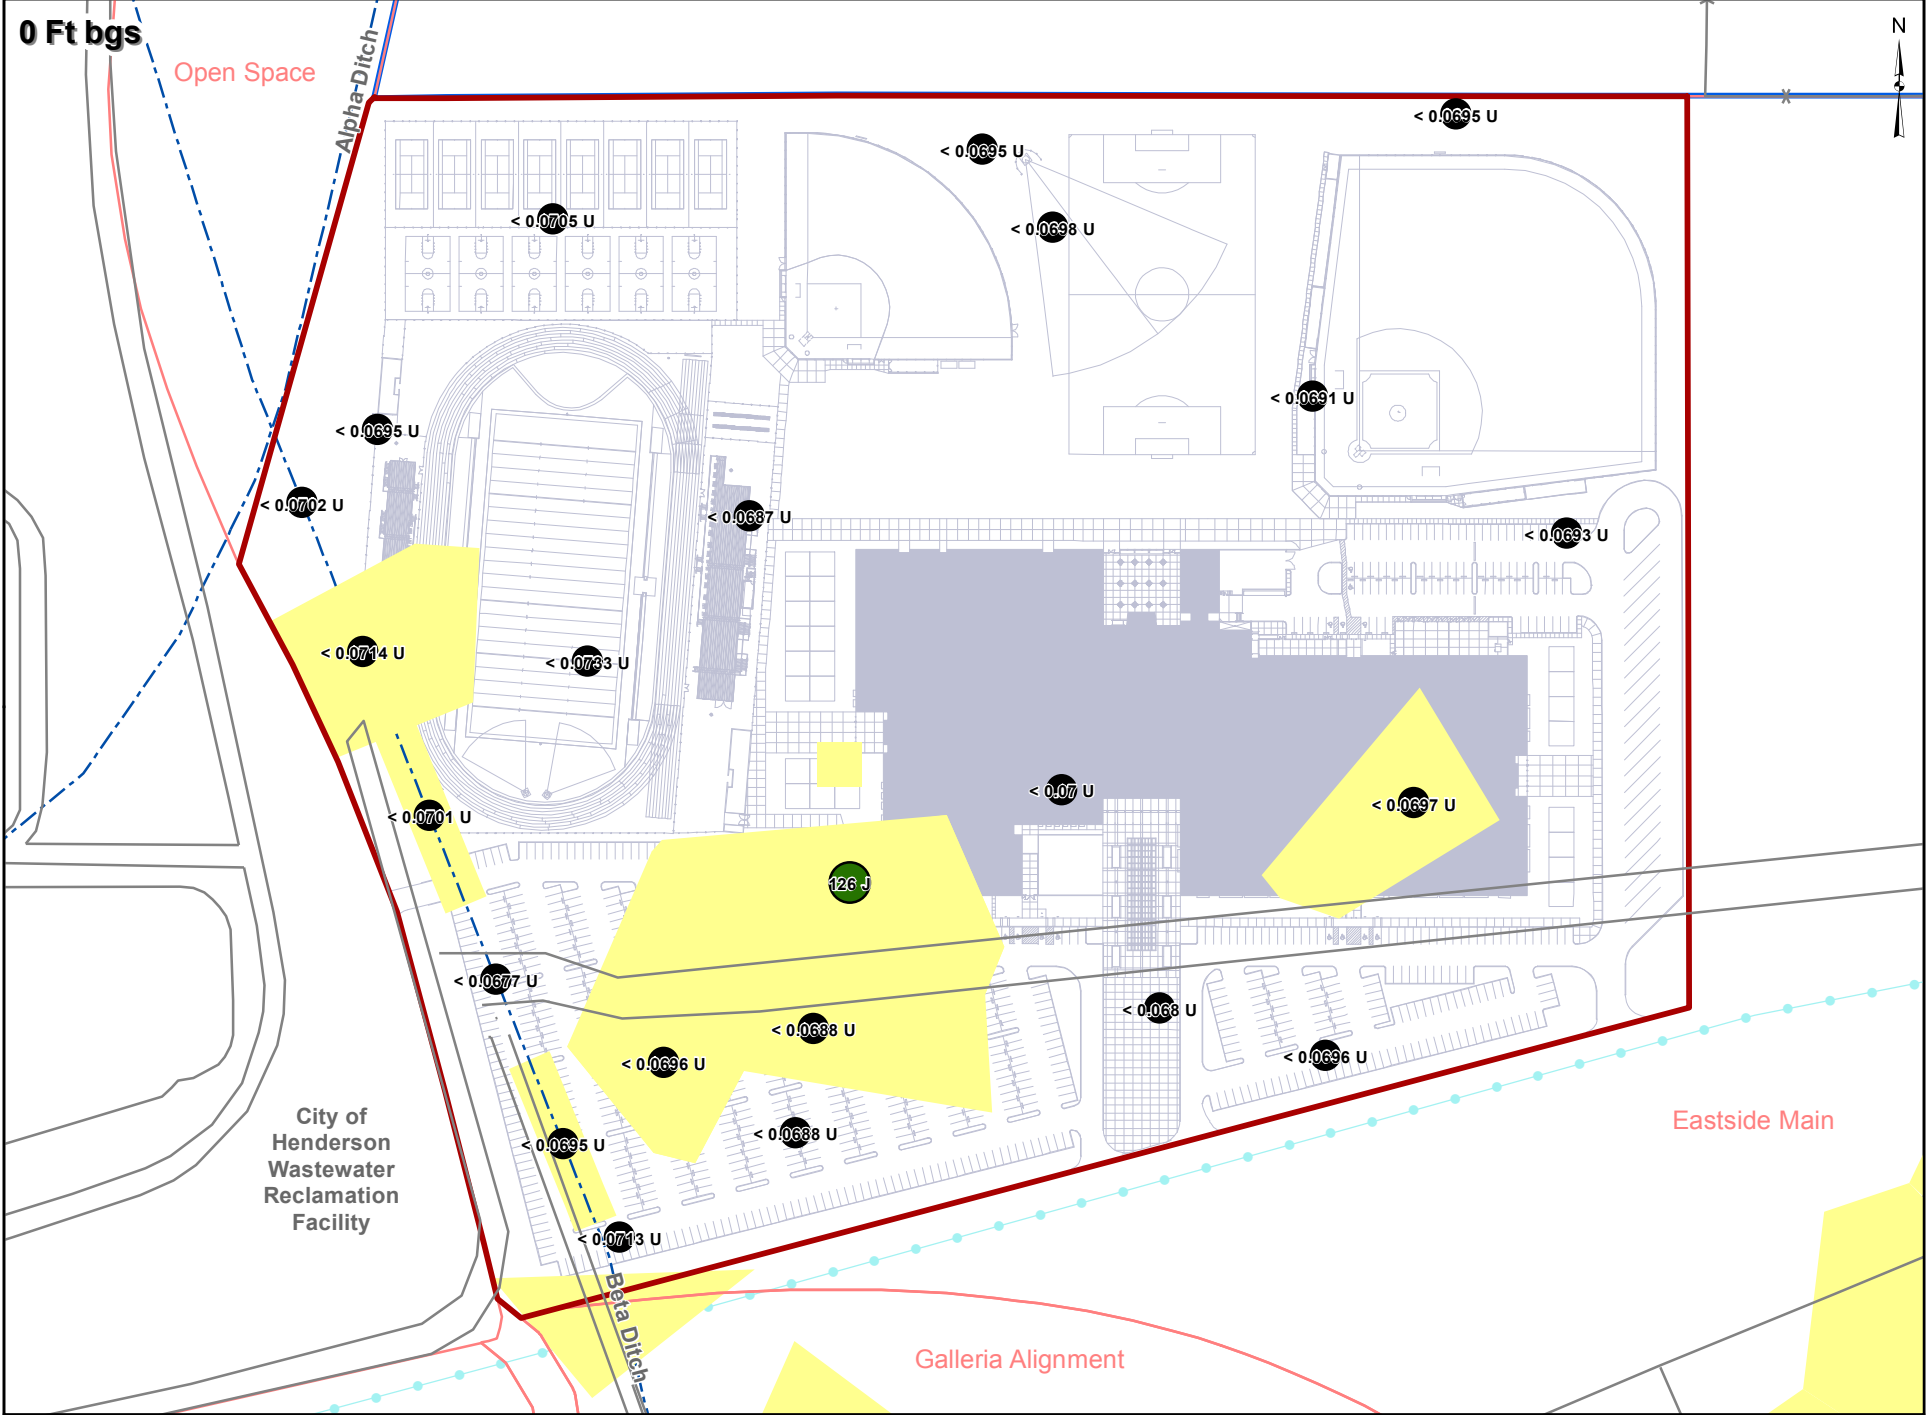 0 Ft bgs
N
Open Space
Alpha Ditch
< 0.0695 U
< 0.0695 U
< 0.0705 U
< 0.0698 U
< 0.0691 U
< 0.0695 U
< 0.0702 U
< 0.0687 U
< 0.0693 U
< 0.0714 U
< 0.0733 U
< 0.07 U
< 0.0697 U
< 0.0701 U
126 J
< 0.0677 U
< 0.068 U
< 0.0688 U
< 0.0696 U
< 0.0696 U
< 0.0688 U
< 0.0695 U
< 0.0713 U
City of
Henderson
Wastewater
Reclamation
Facility
Eastside Main
Beta Ditch
Galleria Alignment